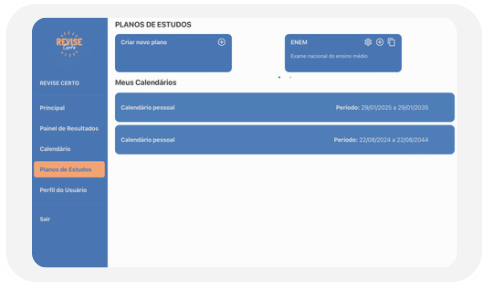 REVISE
Certo
REVISE CERTO
Principal
Painel de Resultados
Calendário
Planos de Estudos
Perfil do Usuário
Sair
PLANOS DE ESTUDOS
Criar novo plano
ENEM
Exame nacional do ensino médio
Meus Calendários
Calendário pessoal Período: 29/01/2025 a 29/01/2035
Calendário pessoal Período: 22/08/2024 a 22/08/2044